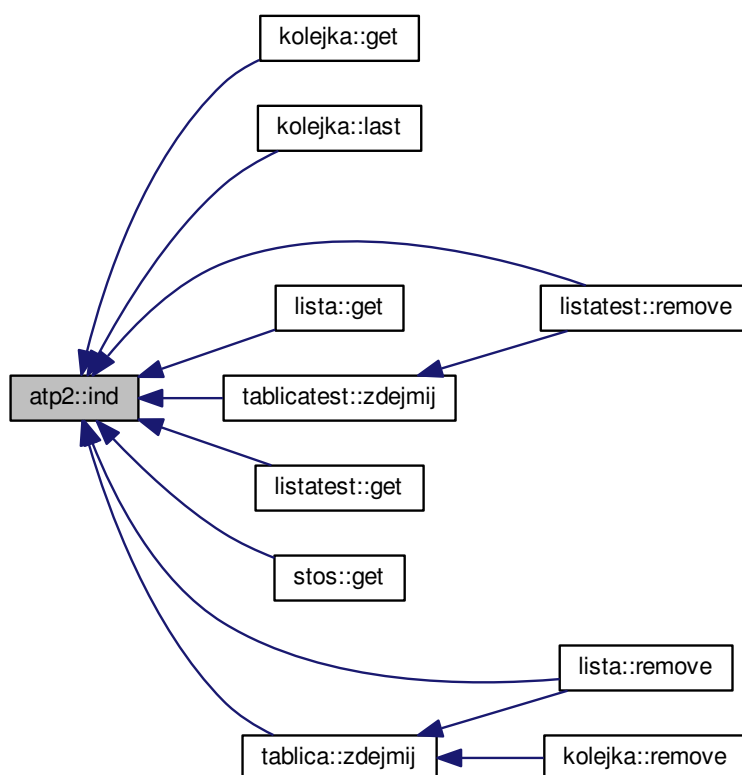 kolejka::get
kolejka::last
lista::get
listatest::remove
atp2::ind
tablicatest::zdejmij
listatest::get
stos::get
lista::remove
tablica::zdejmij
kolejka::remove